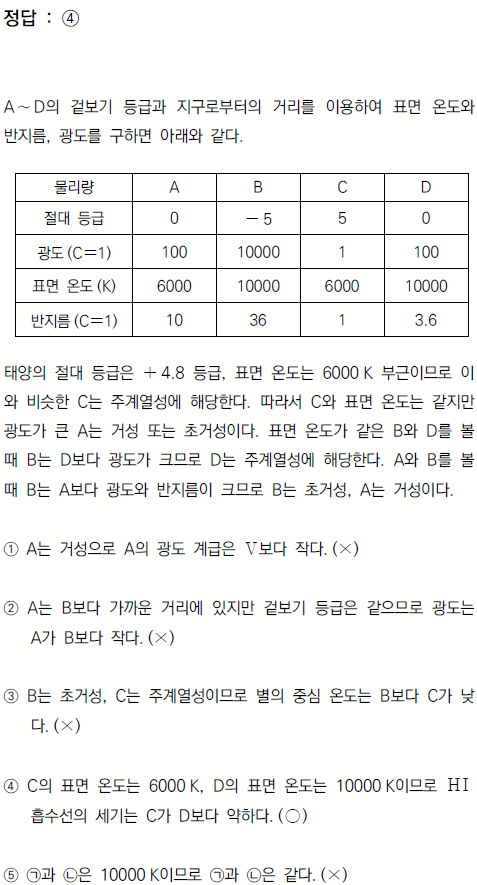 정답 : ④
A～D의 겉보기 등급과 지구로부터의 거리를 이용하여 표면 온도와
반지름, 광도를 구하면 아래와 같다.
물리량 A B C D
절대 등급 0 －5 5 0
광도(C＝1) 100 10000 1 100
표면 온도(K) 6000 10000 6000 10000
반지름(C＝1) 10 36 1 3.6
태양의 절대 등급은 ＋4.8 등급, 표면 온도는 6000 K 부근이므로 이
와 비슷한 C는 주계열성에 해당한다. 따라서 C와 표면 온도는 같지만
광도가 큰 A는 거성 또는 초거성이다. 표면 온도가 같은 B와 D를 볼
때 B는 D보다 광도가 크므로 D는 주계열성에 해당한다. A와 B를 볼
때 B는 A보다 광도와 반지름이 크므로 B는 초거성, A는 거성이다.
① A는 거성으로 A의 광도 계급은 Ⅴ보다 작다. (×)
② A는 B보다 가까운 거리에 있지만 겉보기 등급은 같으므로 광도는
A가 B보다 작다. (×)
③ B는 초거성, C는 주계열성이므로 별의 중심 온도는 B보다 C가 낮
다. (×)
④ C의 표면 온도는 6000 K, D의 표면 온도는 10000 K이므로 HI
흡수선의 세기는 C가 D보다 약하다. (○)
⑤ ㉠과 ㉡은 10000 K이므로 ㉠과 ㉡은 같다. (×)